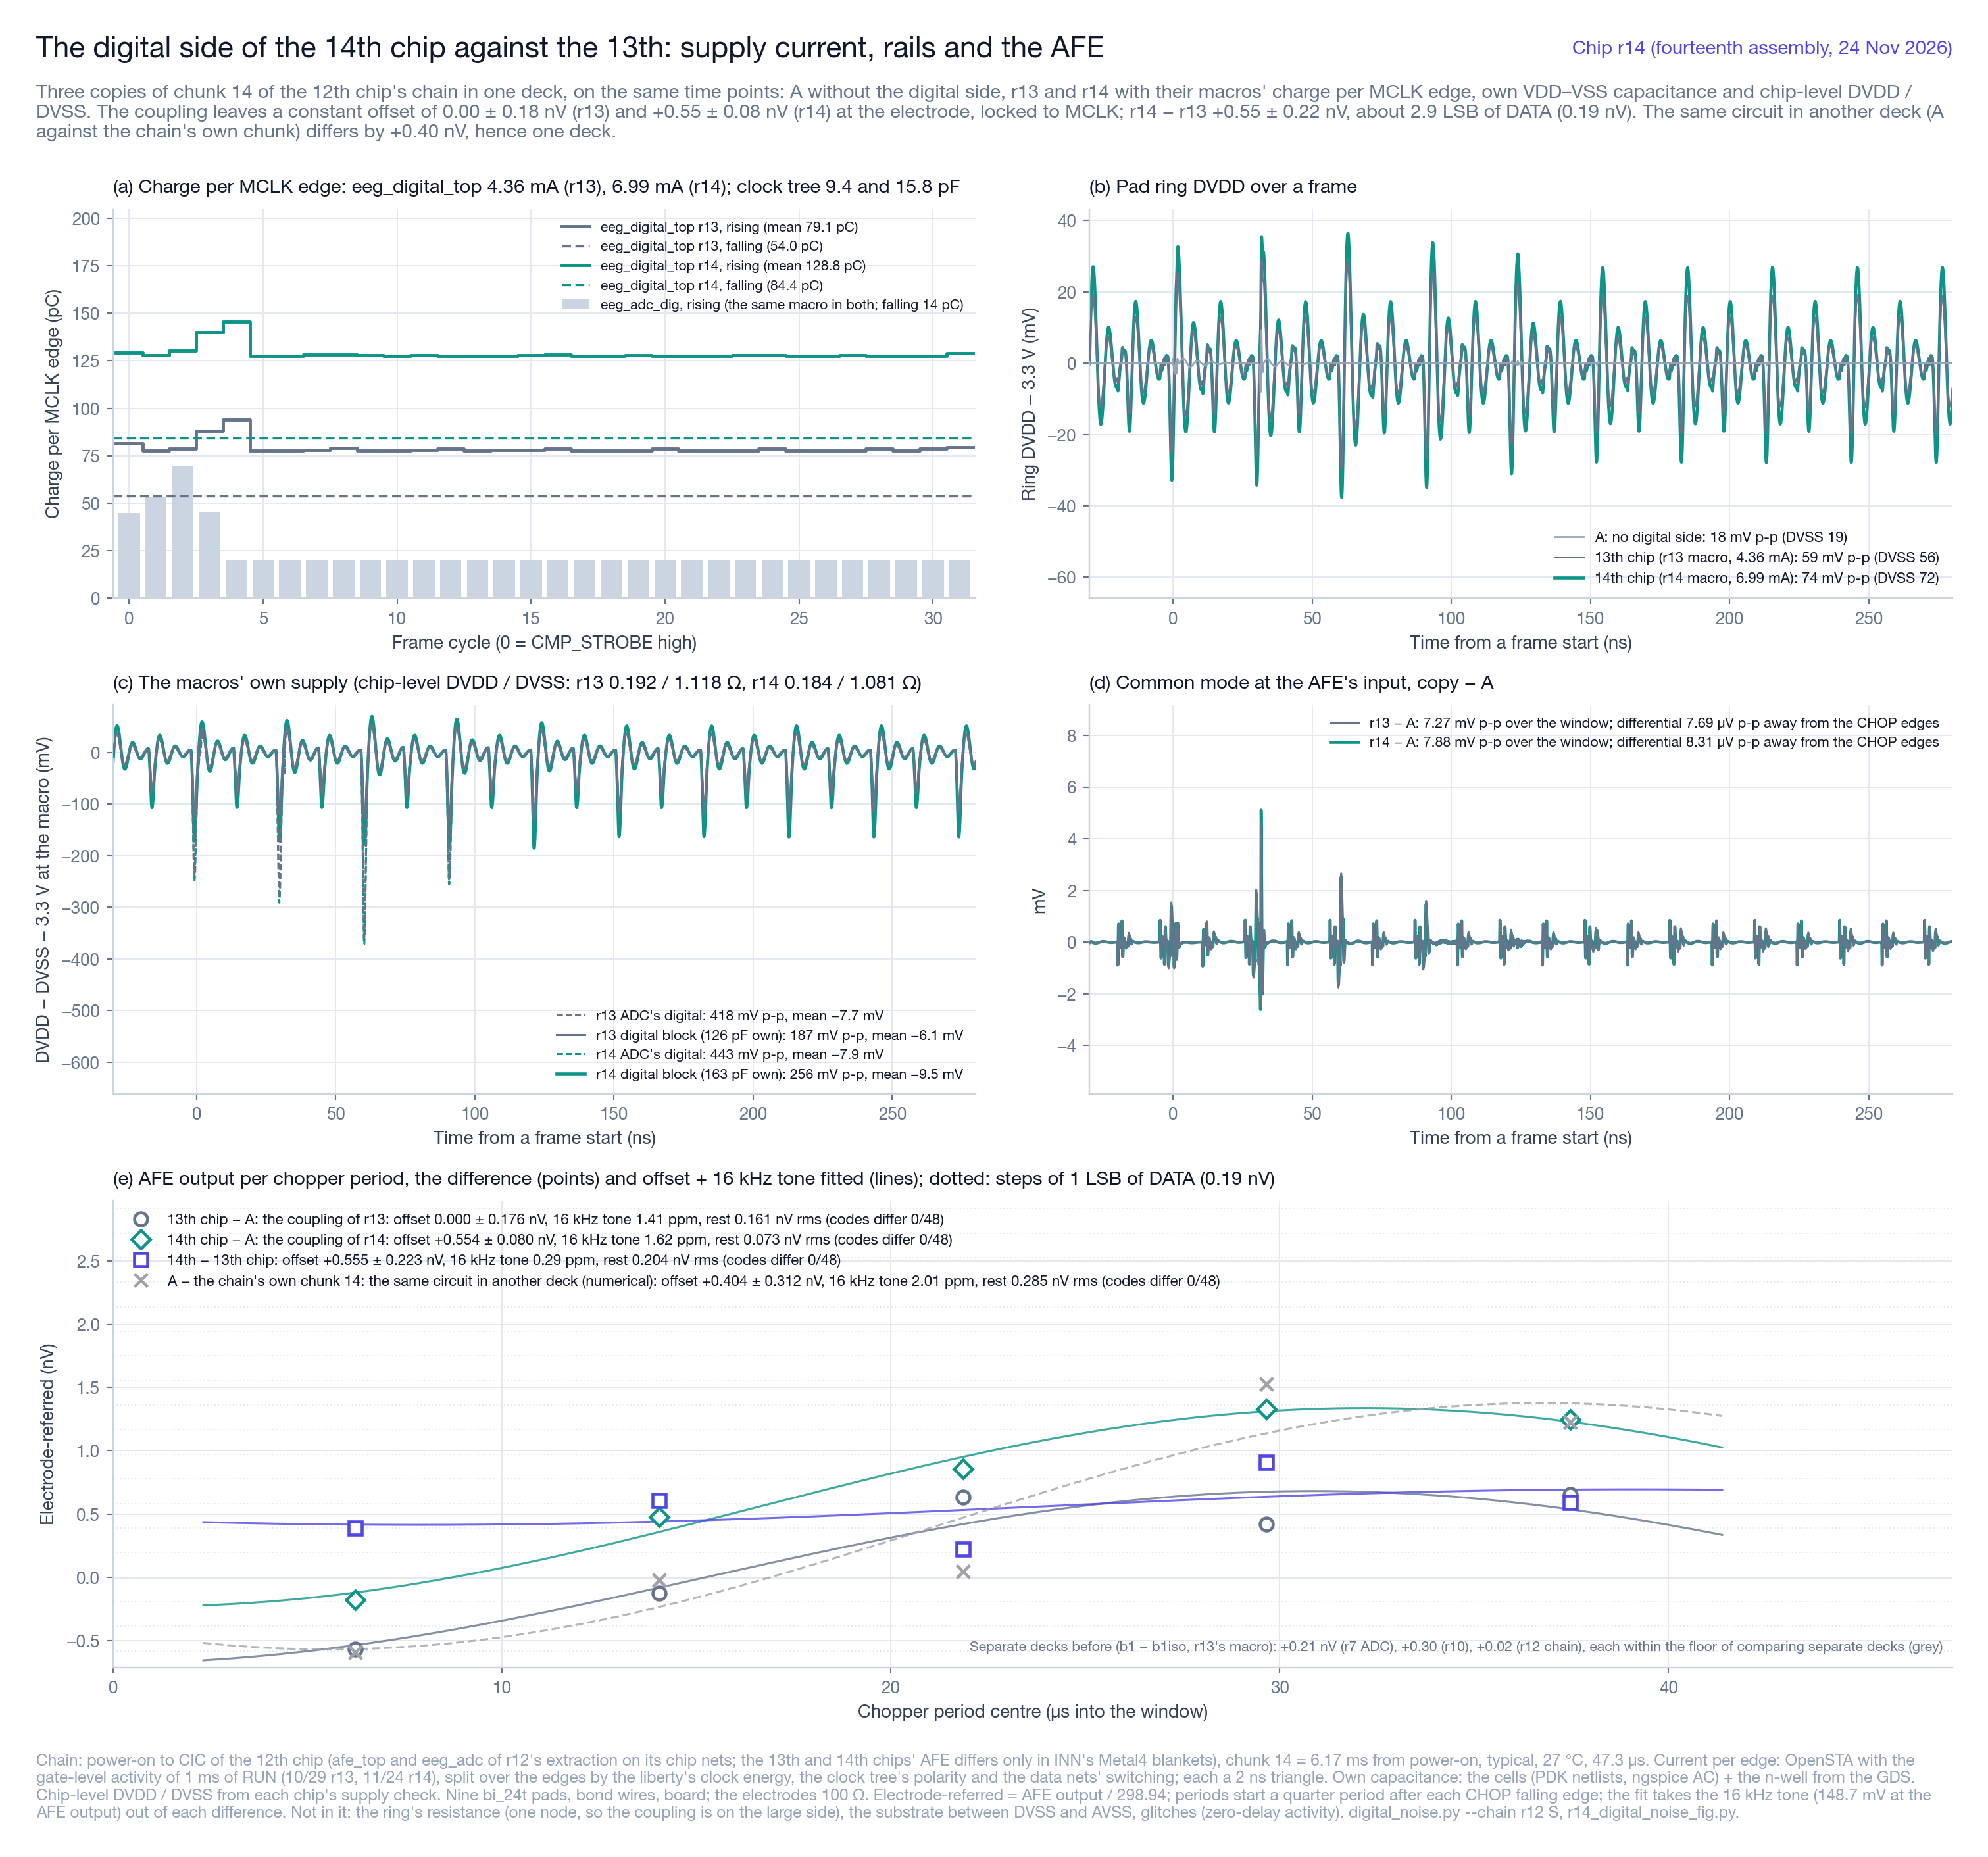 The digital side of the 14th chip against the 13th: supply current, rails and the AFE
Chip r14 (fourteenth assembly, 24 Nov 2026)
Three copies of chunk 14 of the 12th chip's chain in one deck, on the same time points: A without the digital side, r13 and r14 with their macros' charge per MCLK edge, own VDD–VSS capacitance and chip-level DVDD /
DVSS. The coupling leaves a constant offset of 0.00 ± 0.18 nV (r13) and +0.55 ± 0.08 nV (r14) at the electrode, locked to MCLK; r14 − r13 +0.55 ± 0.22 nV, about 2.9 LSB of DATA (0.19 nV). The same circuit in another deck (A
against the chain's own chunk) differs by +0.40 nV, hence one deck.
(a) Charge per MCLK edge: eeg_digital_top 4.36 mA (r13), 6.99 mA (r14); clock tree 9.4 and 15.8 pF
Charge per MCLK edge (pC)
200
175
150
125
100
75
50
25
0
eeg_digital_top r13, rising (mean 79.1 pC)
eeg_digital_top r13, falling (54.0 pC)
eeg_digital_top r14, rising (mean 128.8 pC)
eeg_digital_top r14, falling (84.4 pC)
eeg_adc_dig, rising (the same macro in both; falling 14 pC)
0 5 10 15 20 25 30
Frame cycle (0 = CMP_STROBE high)
(b) Pad ring DVDD over a frame
Ring DVDD − 3.3 V (mV)
40
20
0
−20
−40
−60
A: no digital side: 18 mV p-p (DVSS 19)
13th chip (r13 macro, 4.36 mA): 59 mV p-p (DVSS 56)
14th chip (r14 macro, 6.99 mA): 74 mV p-p (DVSS 72)
0 50 100 150 200 250
Time from a frame start (ns)
(c) The macros' own supply (chip-level DVDD / DVSS: r13 0.192 / 1.118 Ω, r14 0.184 / 1.081 Ω)
DVDD − DVSS − 3.3 V at the macro (mV)
0
−100
−200
−300
−400
−500
−600
r13 ADC's digital: 418 mV p-p, mean −7.7 mV
r13 digital block (126 pF own): 187 mV p-p, mean −6.1 mV
r14 ADC's digital: 443 mV p-p, mean −7.9 mV
r14 digital block (163 pF own): 256 mV p-p, mean −9.5 mV
0 50 100 150 200 250
Time from a frame start (ns)
(d) Common mode at the AFE's input, copy − A
mV
8
6
4
2
0
−2
−4
r13 − A: 7.27 mV p-p over the window; differential 7.69 µV p-p away from the CHOP edges
r14 − A: 7.88 mV p-p over the window; differential 8.31 µV p-p away from the CHOP edges
0 50 100 150 200 250
Time from a frame start (ns)
(e) AFE output per chopper period, the difference (points) and offset + 16 kHz tone fitted (lines); dotted: steps of 1 LSB of DATA (0.19 nV)
Electrode-referred (nV)
2.5
2.0
1.5
1.0
0.5
0.0
−0.5
13th chip − A: the coupling of r13: offset 0.000 ± 0.176 nV, 16 kHz tone 1.41 ppm, rest 0.161 nV rms (codes differ 0/48)
14th chip − A: the coupling of r14: offset +0.554 ± 0.080 nV, 16 kHz tone 1.62 ppm, rest 0.073 nV rms (codes differ 0/48)
14th − 13th chip: offset +0.555 ± 0.223 nV, 16 kHz tone 0.29 ppm, rest 0.204 nV rms (codes differ 0/48)
A − the chain's own chunk 14: the same circuit in another deck (numerical): offset +0.404 ± 0.312 nV, 16 kHz tone 2.01 ppm, rest 0.285 nV rms (codes differ 0/48)
Separate decks before (b1 − b1iso, r13's macro): +0.21 nV (r7 ADC), +0.30 (r10), +0.02 (r12 chain), each within the floor of comparing separate decks (grey)
0 10 20 30 40
Chopper period centre (µs into the window)
Chain: power-on to CIC of the 12th chip (afe_top and eeg_adc of r12's extraction on its chip nets; the 13th and 14th chips' AFE differs only in INN's Metal4 blankets), chunk 14 = 6.17 ms from power-on, typical, 27 °C, 47.3 µs. Current per edge: OpenSTA with the
gate-level activity of 1 ms of RUN (10/29 r13, 11/24 r14), split over the edges by the liberty's clock energy, the clock tree's polarity and the data nets' switching; each a 2 ns triangle. Own capacitance: the cells (PDK netlists, ngspice AC) + the n-well from the GDS.
Chip-level DVDD / DVSS from each chip's supply check. Nine bi_24t pads, bond wires, board; the electrodes 100 Ω. Electrode-referred = AFE output / 298.94; periods start a quarter period after each CHOP falling edge; the fit takes the 16 kHz tone (148.7 mV at the
AFE output) out of each difference. Not in it: the ring's resistance (one node, so the coupling is on the large side), the substrate between DVSS and AVSS, glitches (zero-delay activity). digital_noise.py --chain r12 S, r14_digital_noise_fig.py.